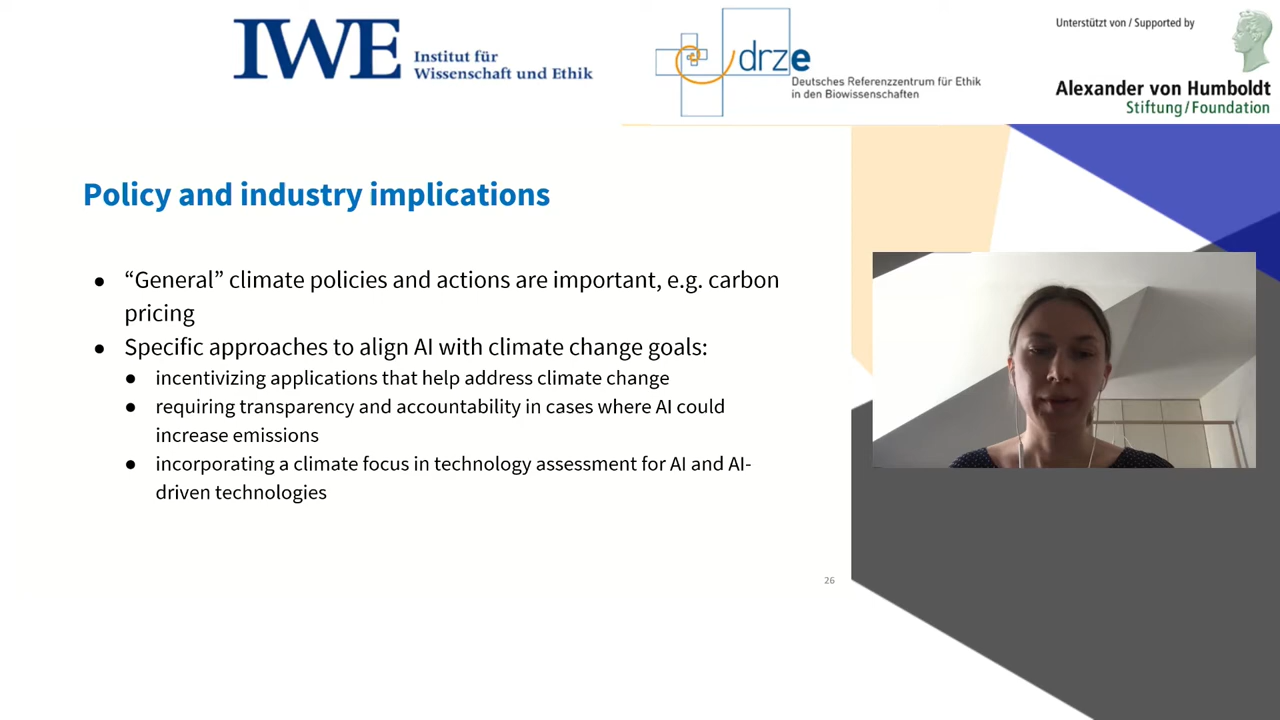 IWE Institut für
Wissenschaft und Ethik
drze
Deutsches Referenzzentrum für Ethik
in den Biowissenschaften
Unterstützt von / Supported by
Alexander von Humboldt
Stiftung/Foundation
Policy and industry implications
● “General” climate policies and actions are important, e.g. carbon
pricing
● Specific approaches to align AI with climate change goals:
● incentivizing applications that help address climate change
● requiring transparency and accountability in cases where AI could
increase emissions
● incorporating a climate focus in technology assessment for AI and AI-
driven technologies
26